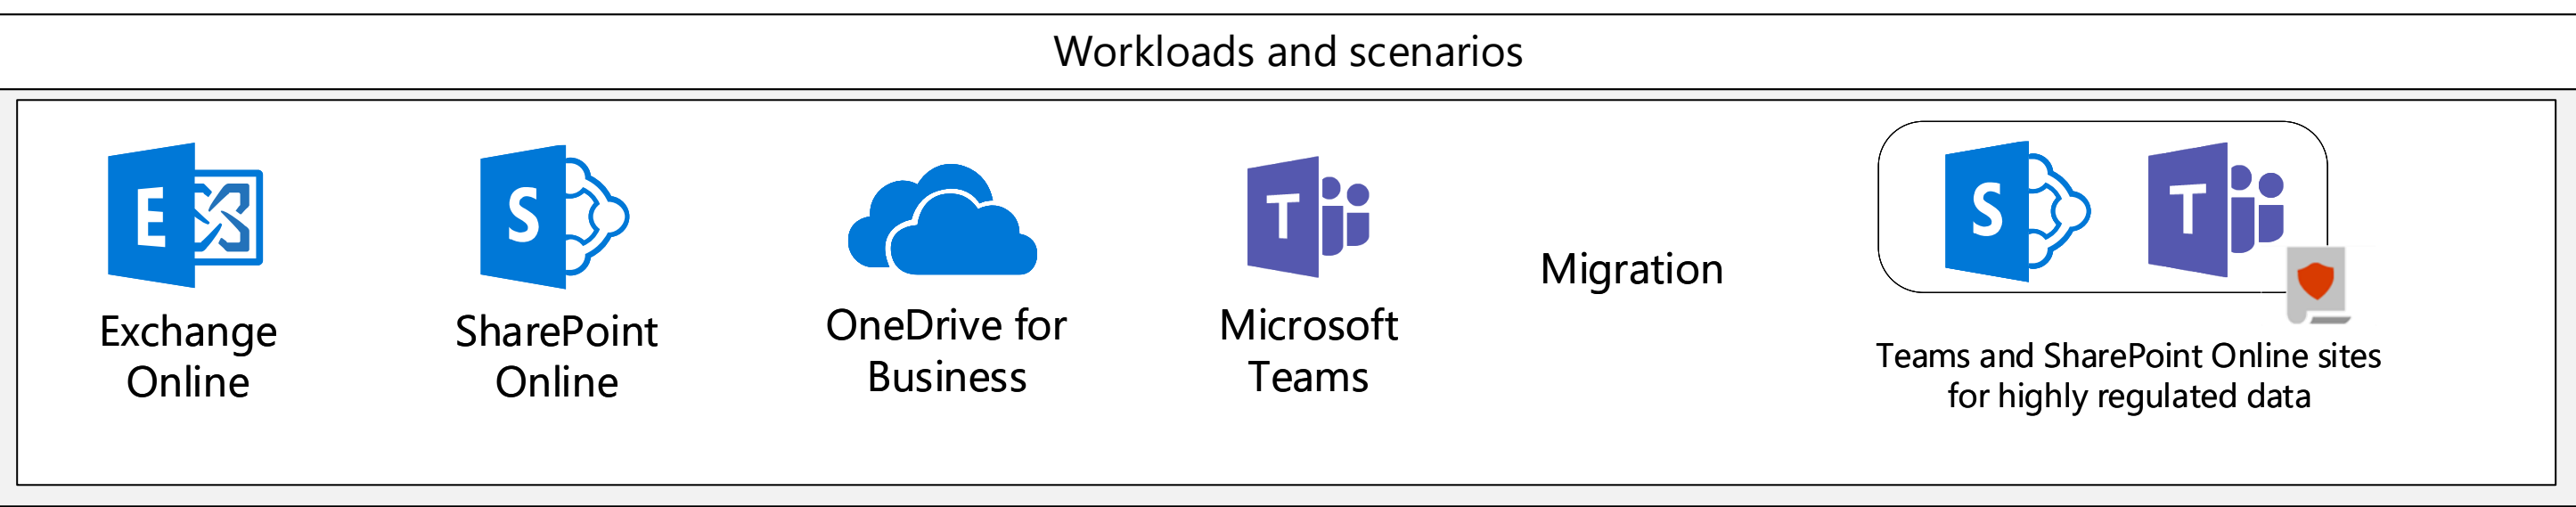 Workloads and scenarios
E
S
T
S
T
Exchange
Online
SharePoint
Online
OneDrive for
Business
Microsoft
Teams
Migration
Teams and SharePoint Online sites
for highly regulated data